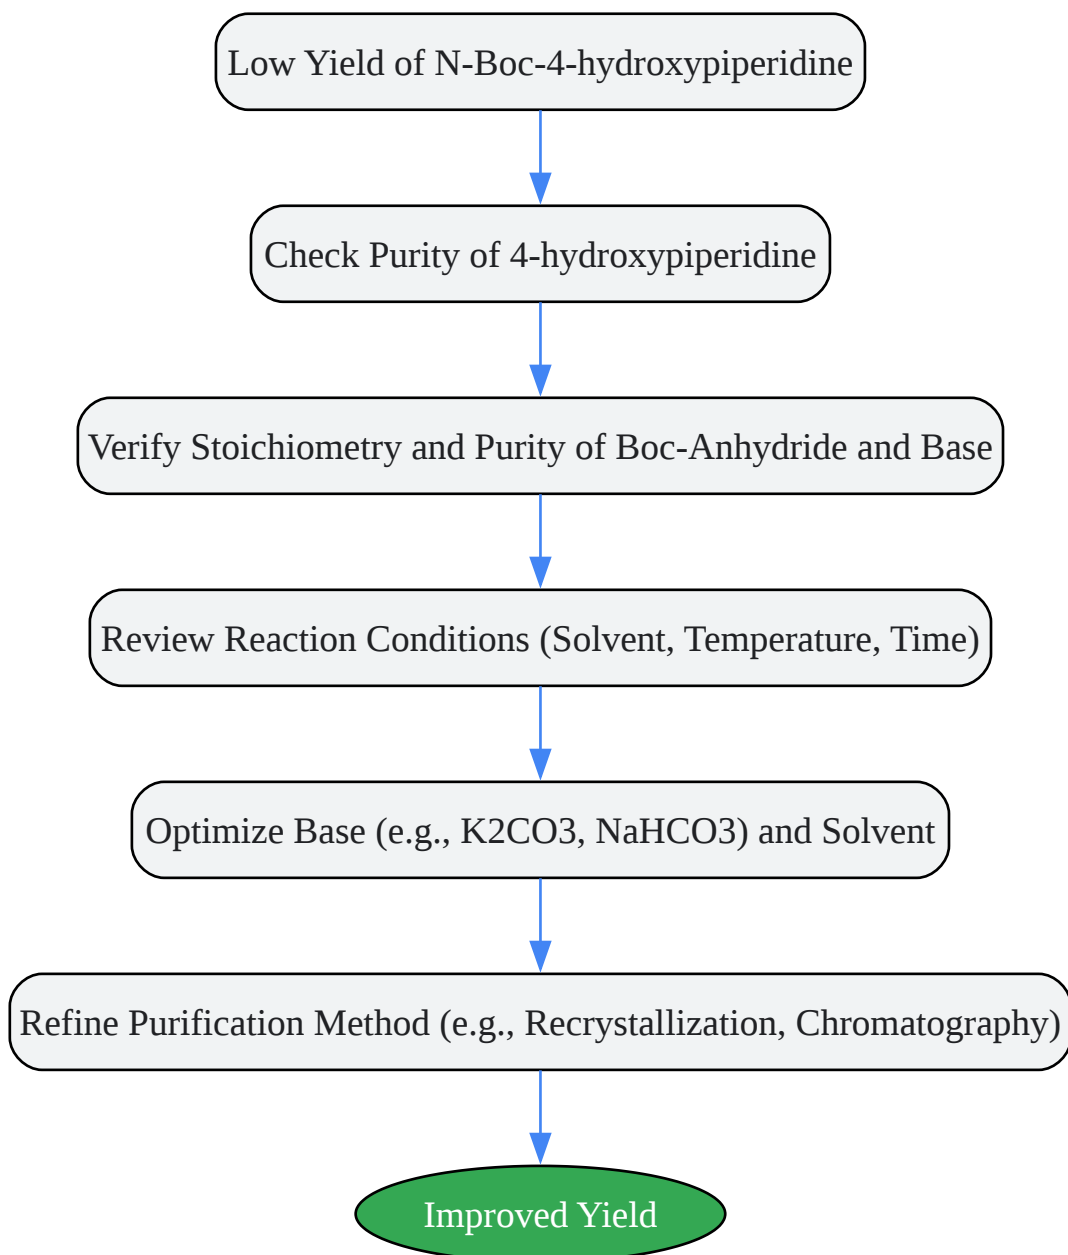 Low Yield of N-Boc-4-hydroxypiperidine
Check Purity of 4-hydroxypiperidine
Verify Stoichiometry and Purity of Boc-Anhydride and Base
Review Reaction Conditions (Solvent, Temperature, Time)
Optimize Base (e.g., K2CO3, NaHCO3) and Solvent
Refine Purification Method (e.g., Recrystallization, Chromatography)
Improved Yield